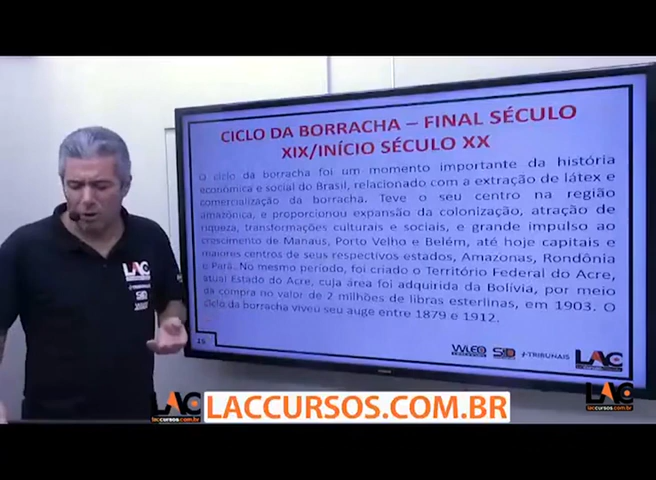 CICLO DA BORRACHA – FINAL SÉCULO
XIX/INÍCIO SÉCULO XX
O ciclo da borracha foi um momento importante da história
econômica e social do Brasil, relacionado com a extração de látex e
comercialização da borracha. Teve o seu centro na região
amazônica, e proporcionou expansão da colonização, atração de
riqueza, transformações culturais e sociais, e grande impulso ao
crescimento de Manaus, Porto Velho e Belém, até hoje capitais e
maiores centros de seus respectivos estados, Amazonas, Rondônia
e Pará. No mesmo período, foi criado o Território Federal do Acre,
atual Estado do Acre, cuja área foi adquirida da Bolívia, por meio
da compra no valor de 2 milhões de libras esterlinas, em 1903. O
Ciclo da borracha viveu seu auge entre 1879 e 1912.
LAC
TRIBUNAIS
LAC
LAC
laccursos.com.br
LACCURSOS.COM.BR
LAC
laccursos.com.br